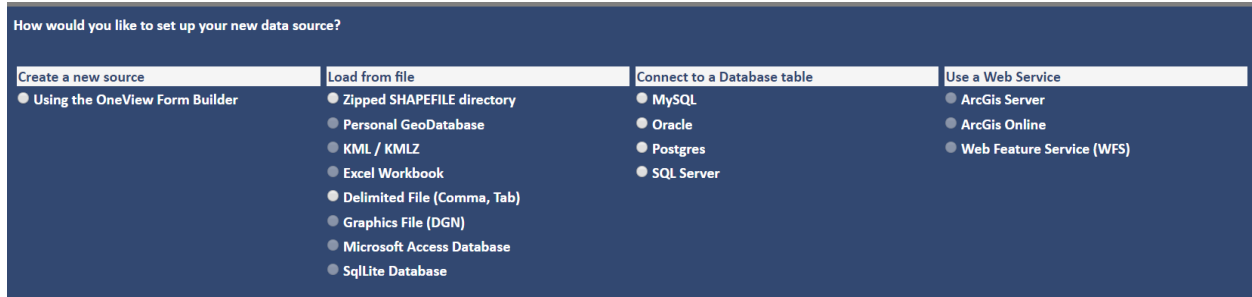 How would you like to set up your new data source?
Create a new source
Using the OneView Form Builder
Load from file
Zipped SHAPEFILE directory
Personal GeoDatabase
KML / KMLZ
Excel Workbook
Delimited File (Comma, Tab)
Graphics File (DGN)
Microsoft Access Database
SqlLite Database
Connect to a Database table
MySQL
Oracle
Postgres
SQL Server
Use a Web Service
ArcGis Server
ArcGis Online
Web Feature Service (WFS)